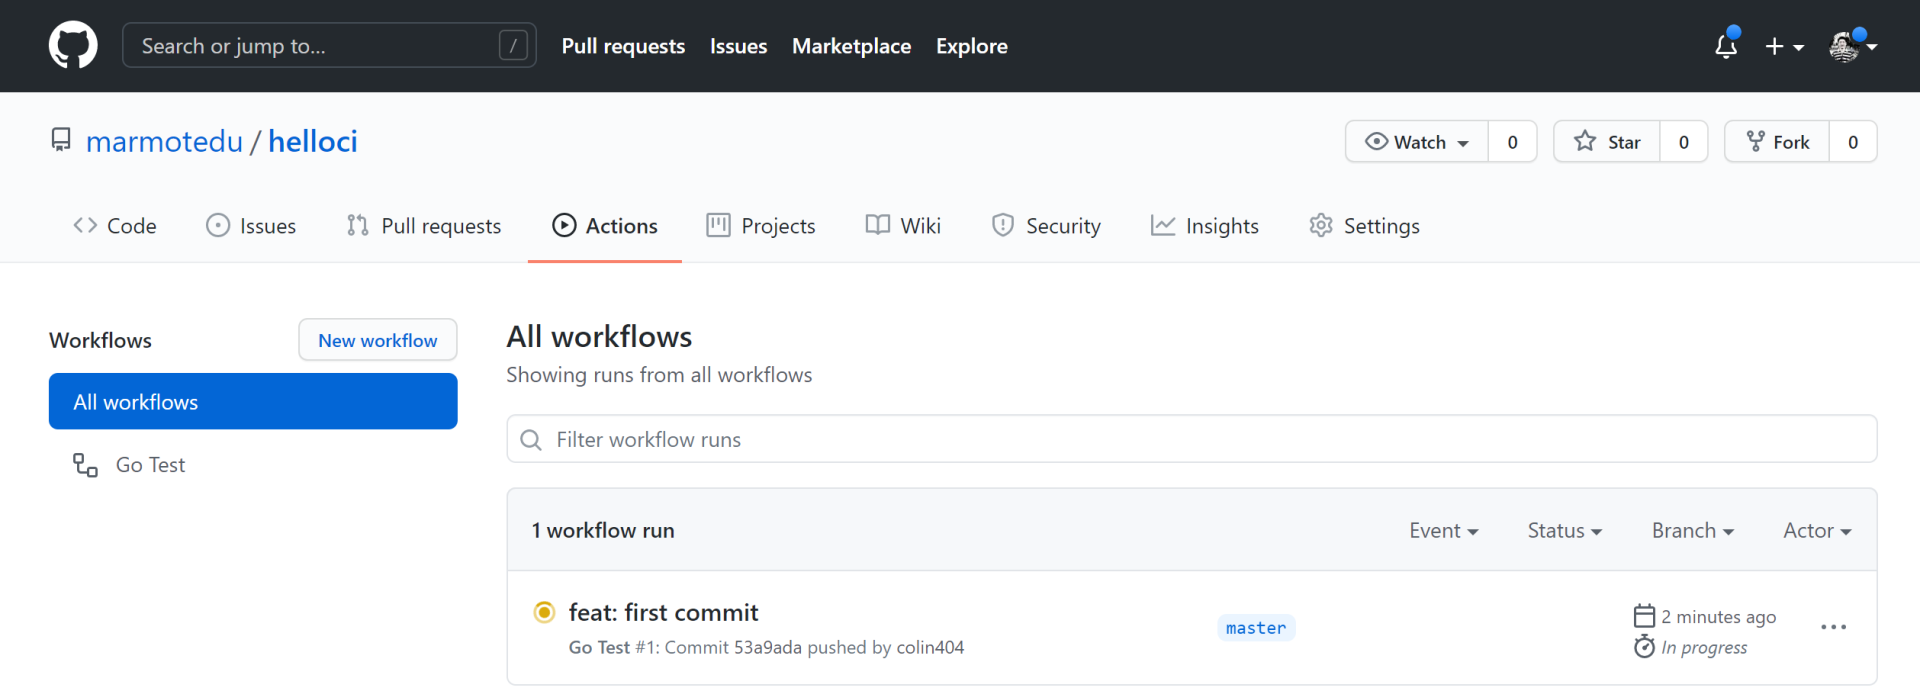 Search or jump to... / Pull requests Issues Marketplace Explore
marmotedu / helloci Watch 0 Star 0 Fork 0
Code Issues Pull requests Actions Projects Wiki Security Insights Settings
Workflows New workflow
All workflows
Go Test
All workflows
Showing runs from all workflows
Filter workflow runs
1 workflow run Event Status Branch Actor
feat: first commit
Go Test #1: Commit 53a9ada pushed by colin404
master
2 minutes ago
In progress